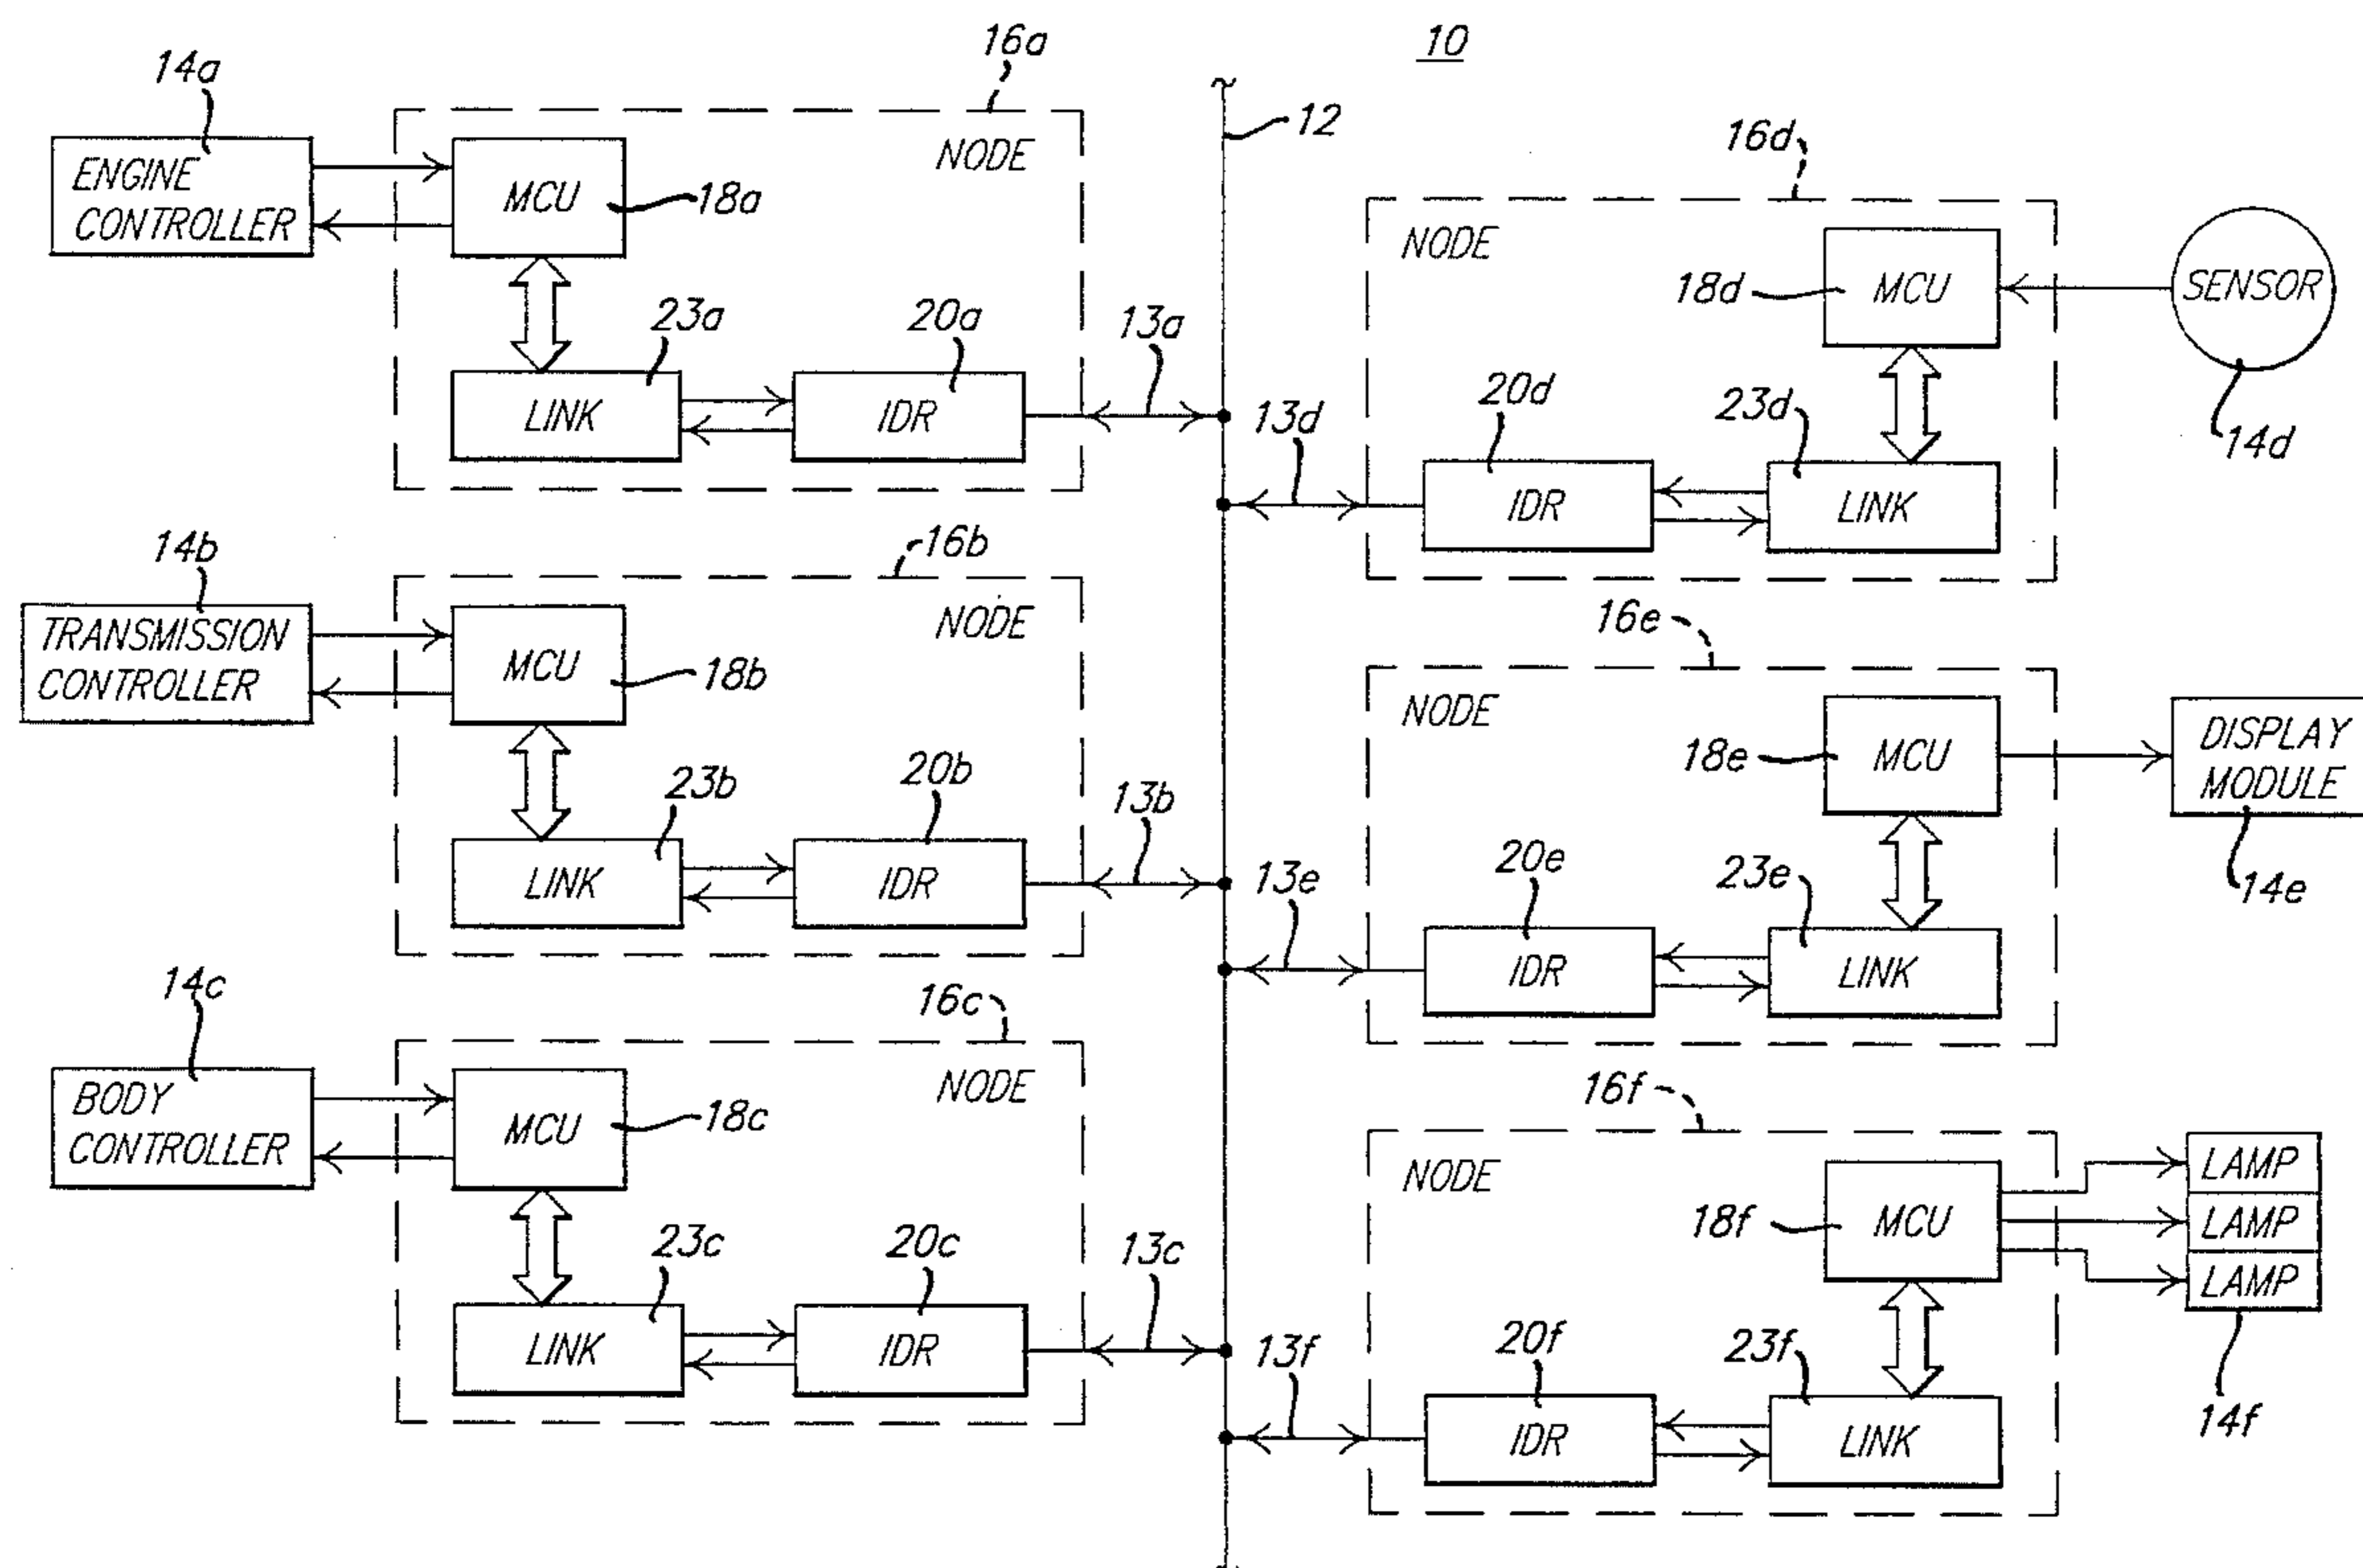 10
12
14a
16a
ENGINE
CONTROLLER
NODE
MCU
18a
23a
20a
13a
LINK
IDR
14b
16b
TRANSMISSION
CONTROLLER
NODE
MCU
18b
23b
20b
13b
LINK
IDR
14c
16c
BODY
CONTROLLER
NODE
MCU
18c
23c
20c
13c
LINK
IDR
16d
NODE
18d
MCU
SENSOR
14d
13d
20d
23d
IDR
LINK
16e
NODE
18e
MCU
DISPLAY
MODULE
14e
13e
20e
23e
IDR
LINK
16f
NODE
18f
MCU
LAMP
LAMP
LAMP
14f
13f
20f
23f
IDR
LINK